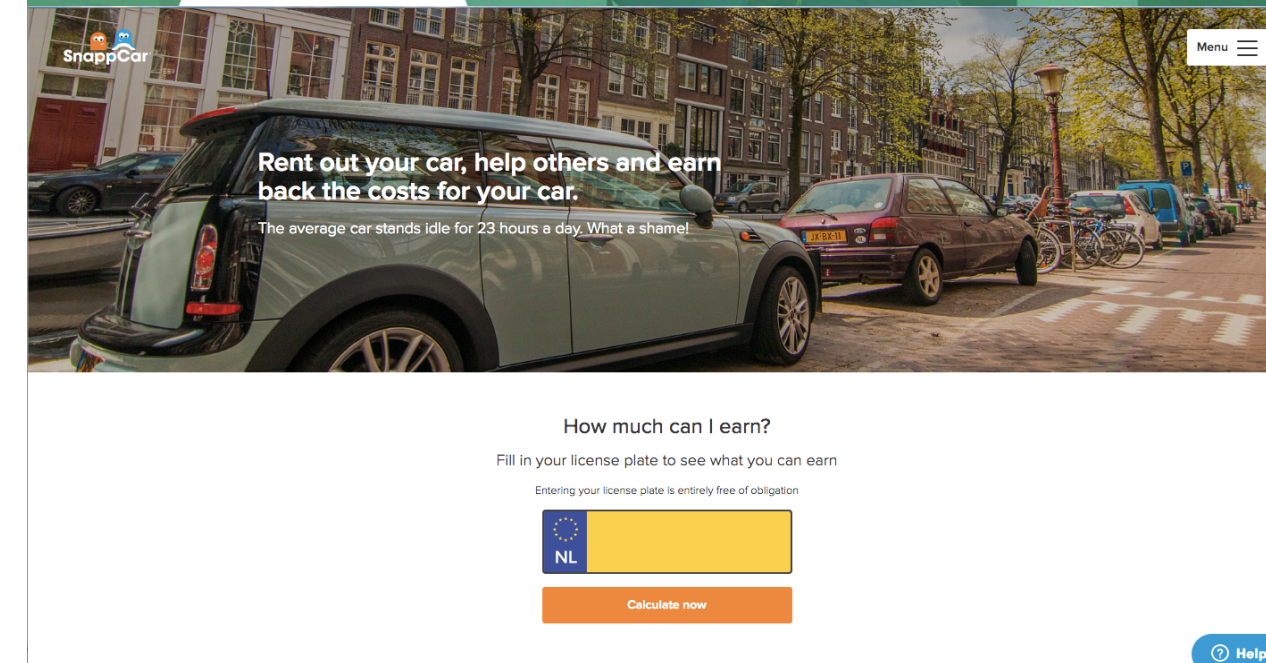 SnappCar
Menu
Rent out your car, help others and earn
back the costs for your car.
The average car stands idle for 23 hours a day. What a shame!
JX-BX-11
How much can I earn?
Fill in your license plate to see what you can earn
Entering your license plate is entirely free of obligation
NL
Calculate now
Help